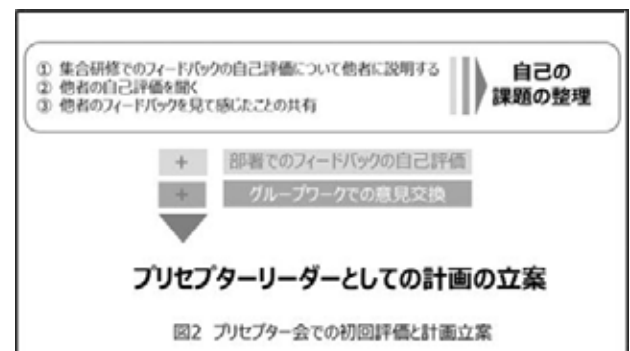 ① 集合研修でのフィードバックの自己評価について他者に説明する
② 他者の自己評価を聞く
③ 他者のフィードバックを見て感じたことの共有
自己の
課題の整理
+ 部署でのフィードバックの自己評価
+ グループワークでの意見交換
プリセプターリーダーとしての計画の立案
図2 プリセプター会での初回評価と計画立案